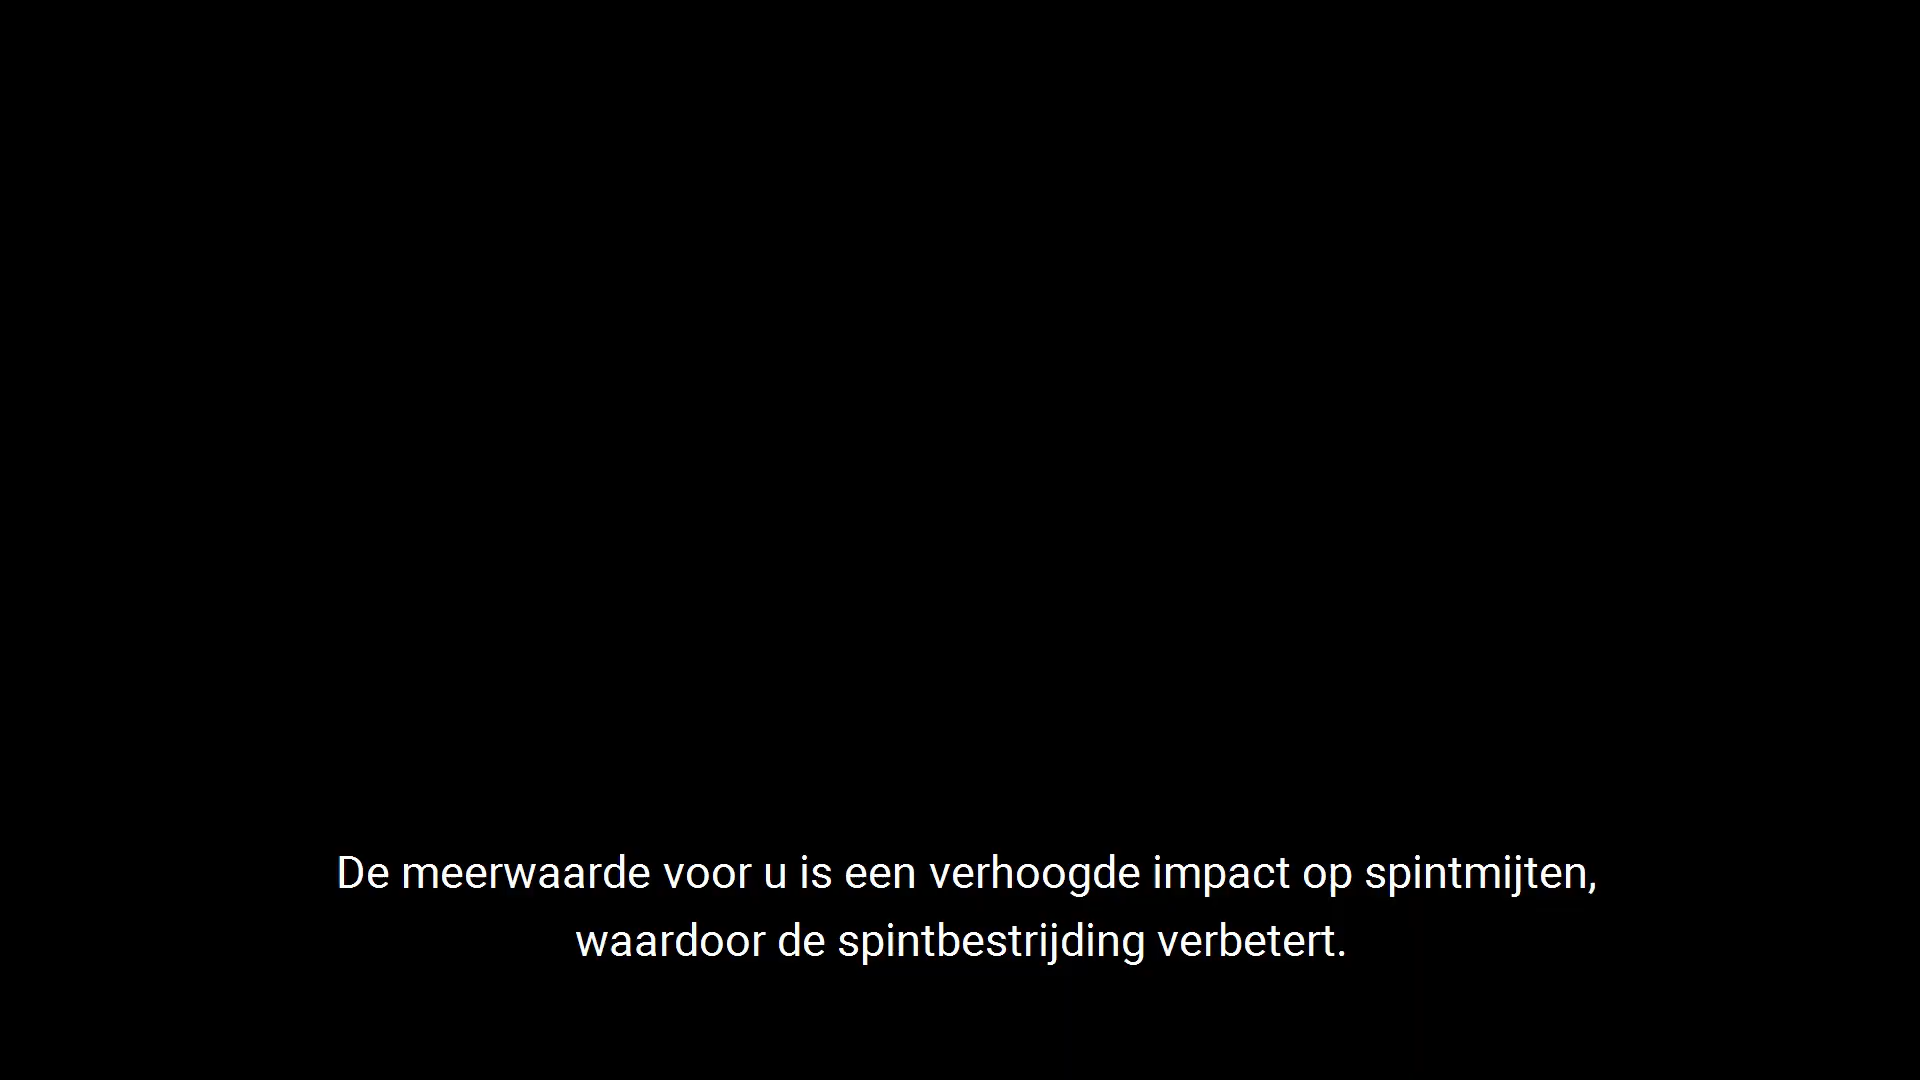 De meerwaarde voor u is een verhoogde impact op spintmijten,
waardoor de spintbestrijding verbetert.